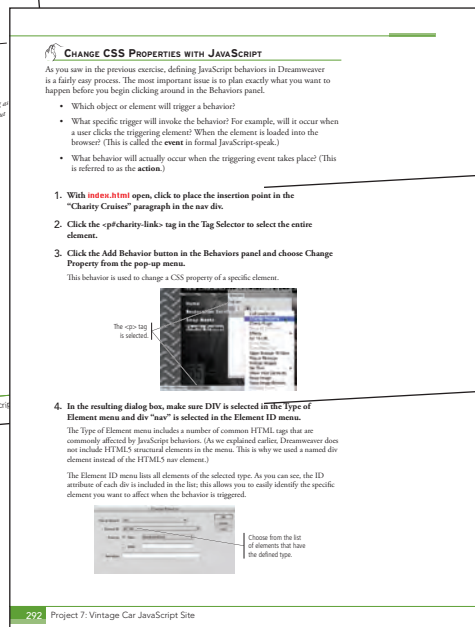 CHANGE CSS PROPERTIES WITH JAVASCRIPT
As you saw in the previous exercise, defining JavaScript behaviors in Dreamweaver
is a fairly easy process. The most important issue is to plan exactly what you want to
happen before you begin clicking around in the Behaviors panel.
• Which object or element will trigger a behavior?
• What specific trigger will invoke the behavior? For example, will it occur when
a user clicks the triggering element? When the element is loaded into the
browser? (This is called the event in formal JavaScript-speak.)
• What behavior will actually occur when the triggering event takes place? (This
is referred to as the action.)
1. With index.html open, click to place the insertion point in the
“Charity Cruises” paragraph in the nav div.
2. Click the <p#charity-link> tag in the Tag Selector to select the entire
element.
3. Click the Add Behavior button in the Behaviors panel and choose Change
Property from the pop-up menu.
This behavior is used to change a CSS property of a specific element.
The <p> tag
is selected.
4. In the resulting dialog box, make sure DIV is selected in the Type of
Element menu and div “nav” is selected in the Element ID menu.
The Type of Element menu includes a number of common HTML tags that are
commonly affected by JavaScript behaviors. (As we explained earlier, Dreamweaver does
not include HTML5 structural elements in the menu. This is why we used a named div
element instead of the HTML5 nav element.)
The Element ID menu lists all elements of the selected type. As you can see, the ID
attribute of each div is included in the list; this allows you to easily identify the specific
element you want to affect when the behavior is triggered.
Choose from the list
of elements that have
the defined type.
292 Project 7: Vintage Car JavaScript Site